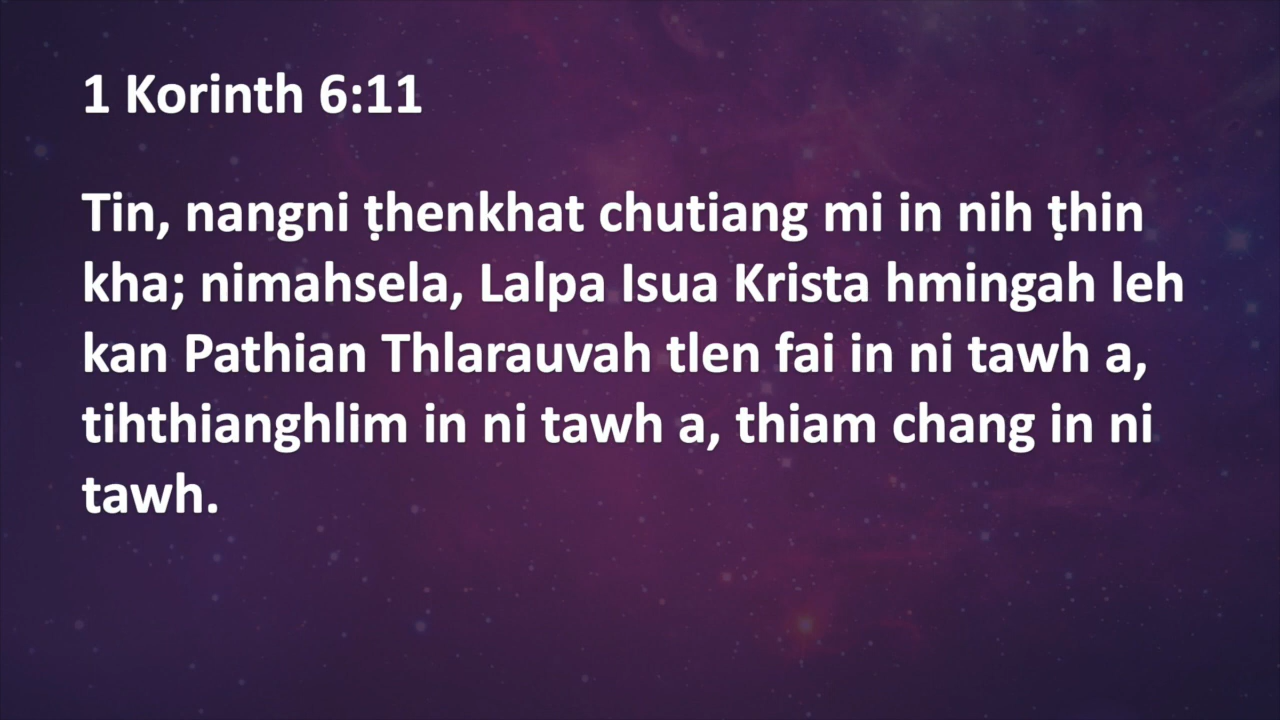 1 Korinth 6:11
Tin, nangni ṭhenkhat chutiang mi in nih ṭhin
kha; nimahsela, Lalpa Isua Krista hmingah leh
kan Pathian Thlarauvah tlen fai in ni tawh a,
tihthianghlim in ni tawh a, thiam chang in ni
tawh.